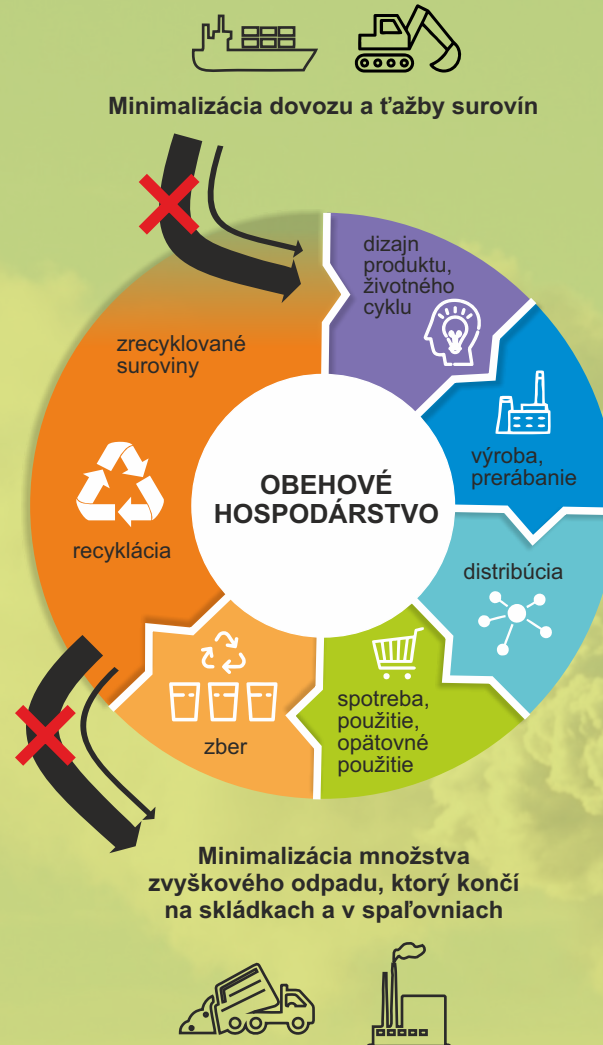 Minimalizácia dovozu a ťažby surovín
dizajn
produktu,
životného
cyklu
zrecyklované
suroviny
výroba,
prerábanie
OBEHOVÉ
HOSPODÁRSTVO
recyklácia
distribúcia
spotreba,
použitie,
opätovné
použitie
zber
Minimalizácia množstva
zvyškového odpadu, ktorý končí
na skládkach a v spaľovniach